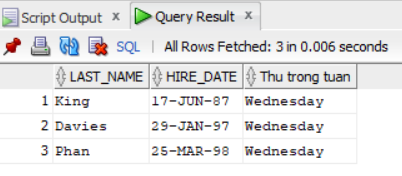 Script Output x Query Result x
SQL | All Rows Fetched: 3 in 0.006 seconds
LAST_NAME HIRE_DATE Thu trong tuan
1 King 17-JUN-87 Wednesday
2 Davies 29-JAN-97 Wednesday
3 Phan 25-MAR-98 Wednesday